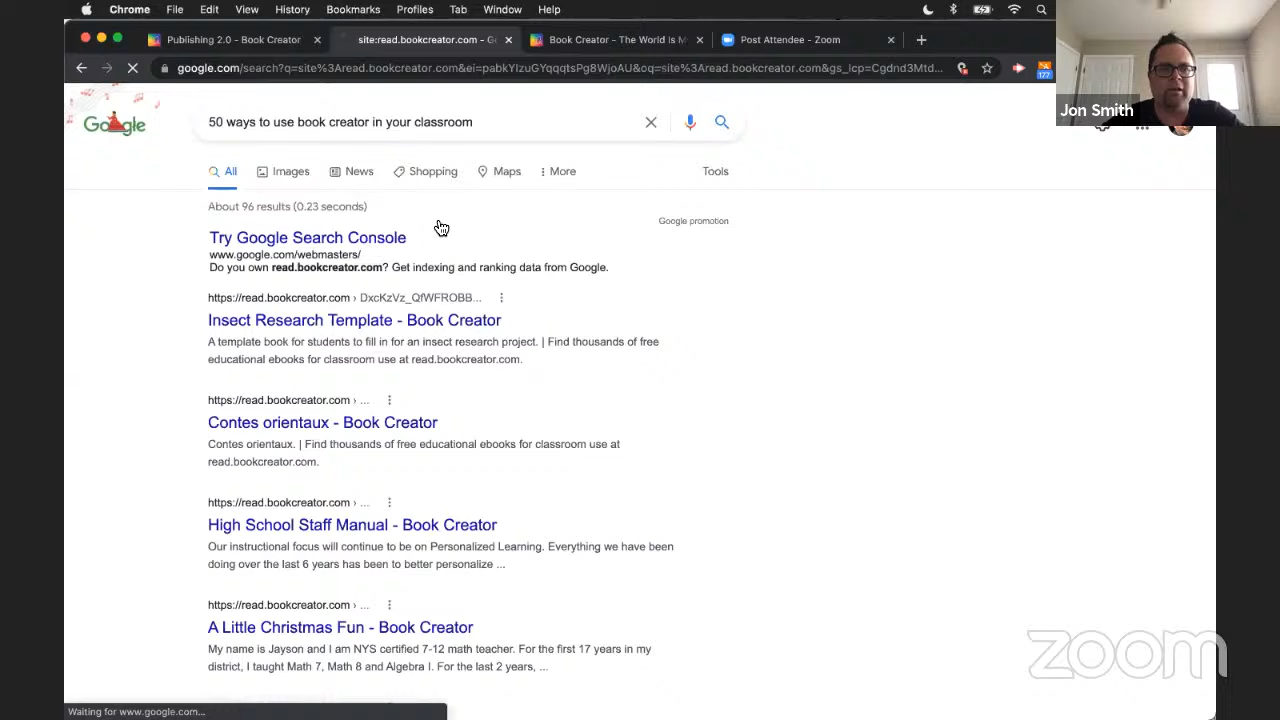 Chrome File Edit View History Bookmarks Profiles Tab Window Help
Publishing 2.0 - Book Creator
site:read.bookcreator.com - G
Book Creator - The World is M
Post Attendee - Zoom
google.com/search?q=site%3Aread.bookcreator.com&ei=pabkYIzuGYqqtsPg8WjoAU&oq=site%3Aread.bookcreator.com&gs_lcp=Cgdnd3Mtd...
177
Jon Smith
Google
50 ways to use book creator in your classroom
All Images News Shopping Maps More Tools
About 96 results (0.23 seconds)
Google promotion
Try Google Search Console
www.google.com/webmasters/
Do you own read.bookcreator.com? Get indexing and ranking data from Google.
https://read.bookcreator.com › DxcKzVz_QfWFROBB...
Insect Research Template - Book Creator
A template book for students to fill in for an insect research project. | Find thousands of free
educational ebooks for classroom use at read.bookcreator.com.
https://read.bookcreator.com › ...
Contes orientaux - Book Creator
Contes orientaux. | Find thousands of free educational ebooks for classroom use at
read.bookcreator.com.
https://read.bookcreator.com › ...
High School Staff Manual - Book Creator
Our instructional focus will continue to be on Personalized Learning. Everything we have been
doing over the last 6 years has been to better personalize ...
https://read.bookcreator.com › ...
A Little Christmas Fun - Book Creator
My name is Jayson and I am NYS certified 7-12 math teacher. For the first 17 years in my
district, I taught Math 7, Math 8 and Algebra I. For the last 2 years, ...
zoom
Waiting for www.google.com...